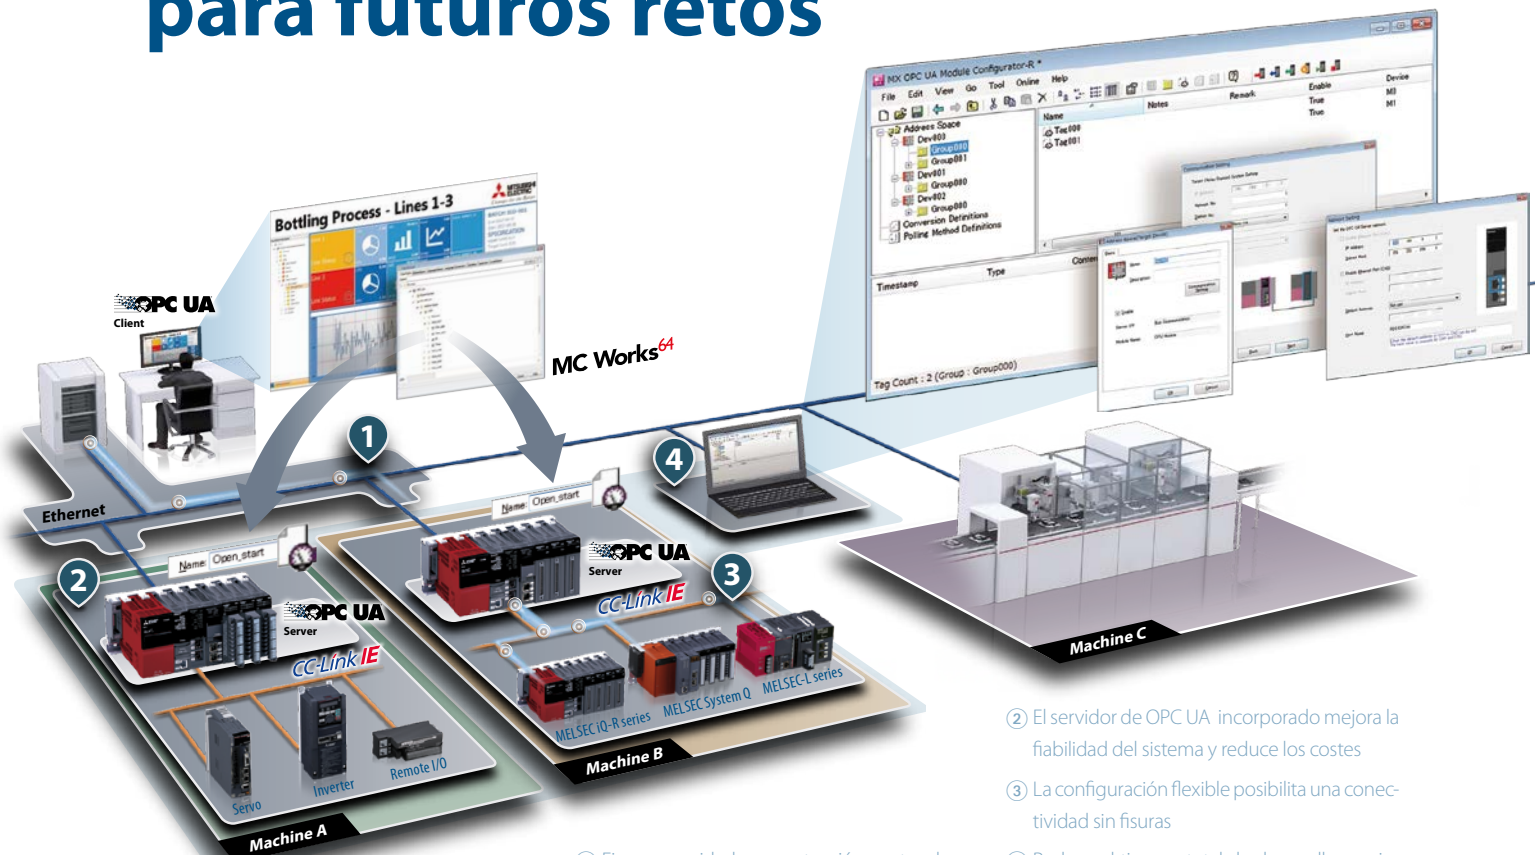 para futuros retos
MX OPC UA Module Configurator-R *
File Edit View Go Tool Online Help
Address Space
Dev000
Group000
Group001
Dev001
Group000
Dev002
Group000
Conversion Definitions
Polling Method Definitions
Name Notes Remark Enable Device
Tag000 True M0
Tag001 True M1
Timestamp Type
Tag Count : 2 (Group : Group000)
Bottling Process - Lines 1-3
MITSUBISHI ELECTRIC
OPC UA
Client
MC Works64
1
4
Ethernet
Name: Open_start
OPC UA
Server
3
CC-Link IE
2
Name: Open_start
OPC UA
Server
CC-Link IE
MELSEC iQ-R series
MELSEC System Q
MELSEC-L series
Machine C
Machine B
Servo
Inverter
Remote I/O
Machine A
2 El servidor de OPC UA incorporado mejora la
fiabilidad del sistema y reduce los costes
3 La configuración flexible posibilita una conec-
tividad sin fisuras